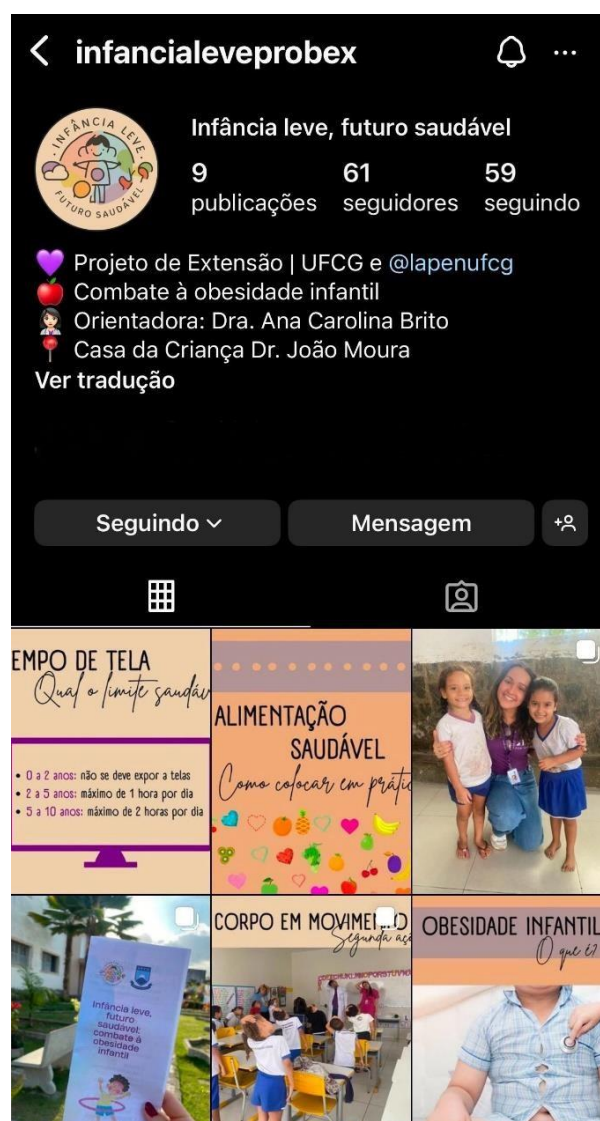 infancialeveprobex
INFÂNCIA LEVE,
FUTURO SAUDÁVEL
Infância leve, futuro saudável
9 61 59
publicações seguidores seguindo
Projeto de Extensão | UFCG e @lapenufcg
Combate à obesidade infantil
Orientadora: Dra. Ana Carolina Brito
Casa da Criança Dr. João Moura
Ver tradução
Seguindo Mensagem
EMPO DE TELA
Qual o limite saudáv
• 0 a 2 anos: não se deve expor a telas
• 2 a 5 anos: máximo de 1 hora por dia
• 5 a 10 anos: máximo de 2 horas por dia
ALIMENTAÇÃO
SAUDÁVEL
Como colocar em prátic
Infância leve,
futuro
saudável:
combate à
obesidade
infantil
CORPO EM MOVIMENTO
Segunda açã
OBESIDADE INFANTIL
O que é?